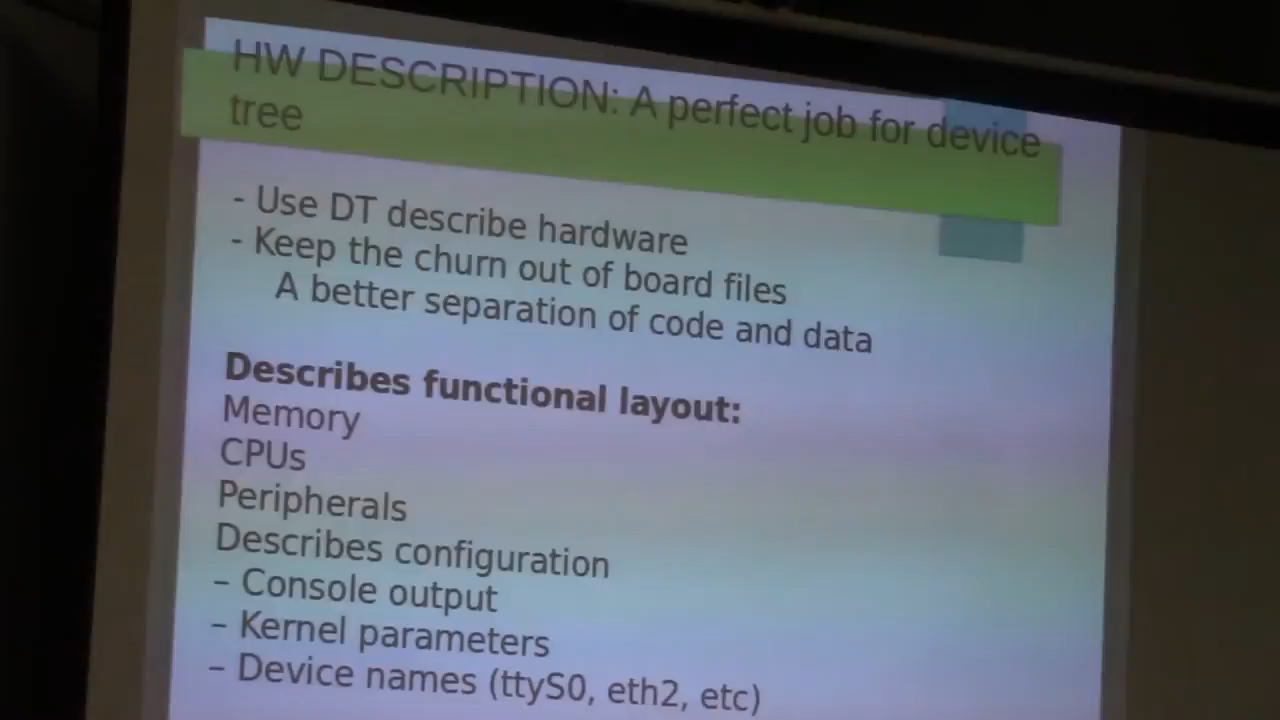 HW DESCRIPTION: A perfect job for device
tree
- Use DT describe hardware
- Keep the churn out of board files
A better separation of code and data
Describes functional layout:
Memory
CPUs
Peripherals
Describes configuration
– Console output
– Kernel parameters
– Device names (ttyS0, eth2, etc)